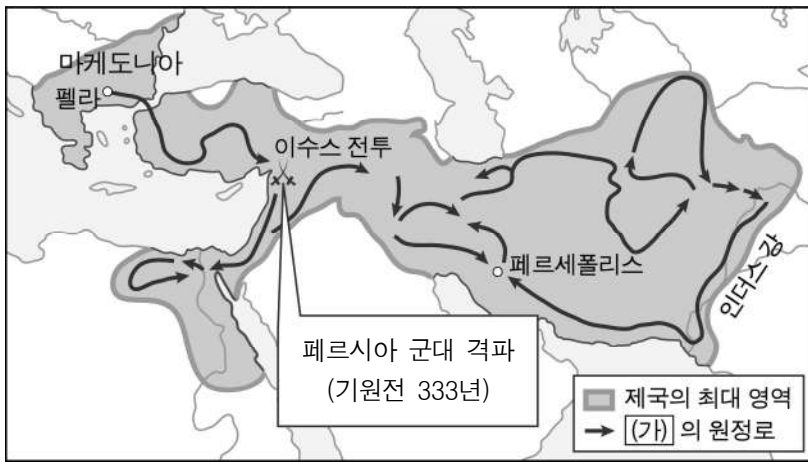 마케도니아
펠라
이수스 전투
페르세폴리스
인더스 강
페르시아 군대 격파
(기원전 333년)
제국의 최대 영역
(가) 의 원정로